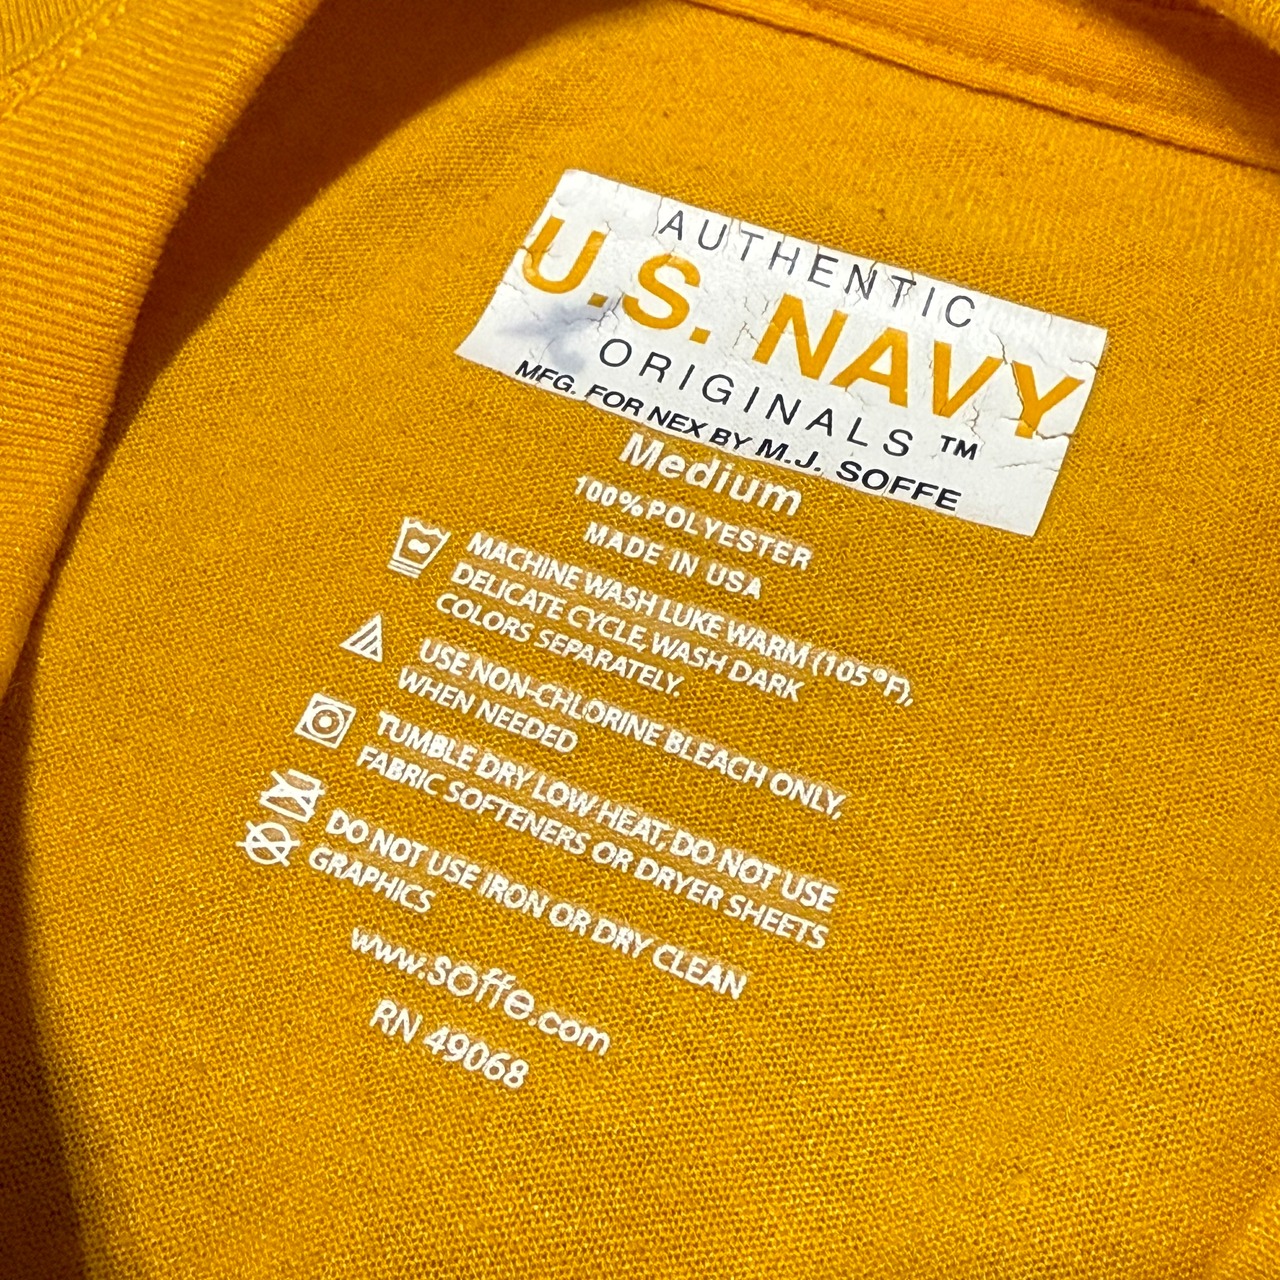 AUTHENTIC
U.S. NAVY
ORIGINALS ™
MFG. FOR NEX BY M.J. SOFFE
Medium
100% POLYESTER
MADE IN USA
MACHINE WASH LUKE WARM (105°F),
DELICATE CYCLE, WASH DARK
COLORS SEPARATELY.
USE NON-CHLORINE BLEACH ONLY,
WHEN NEEDED
TUMBLE DRY LOW HEAT, DO NOT USE
FABRIC SOFTENERS OR DRYER SHEETS
DO NOT USE IRON OR DRY CLEAN
GRAPHICS
www.soffe.com
RN 49068